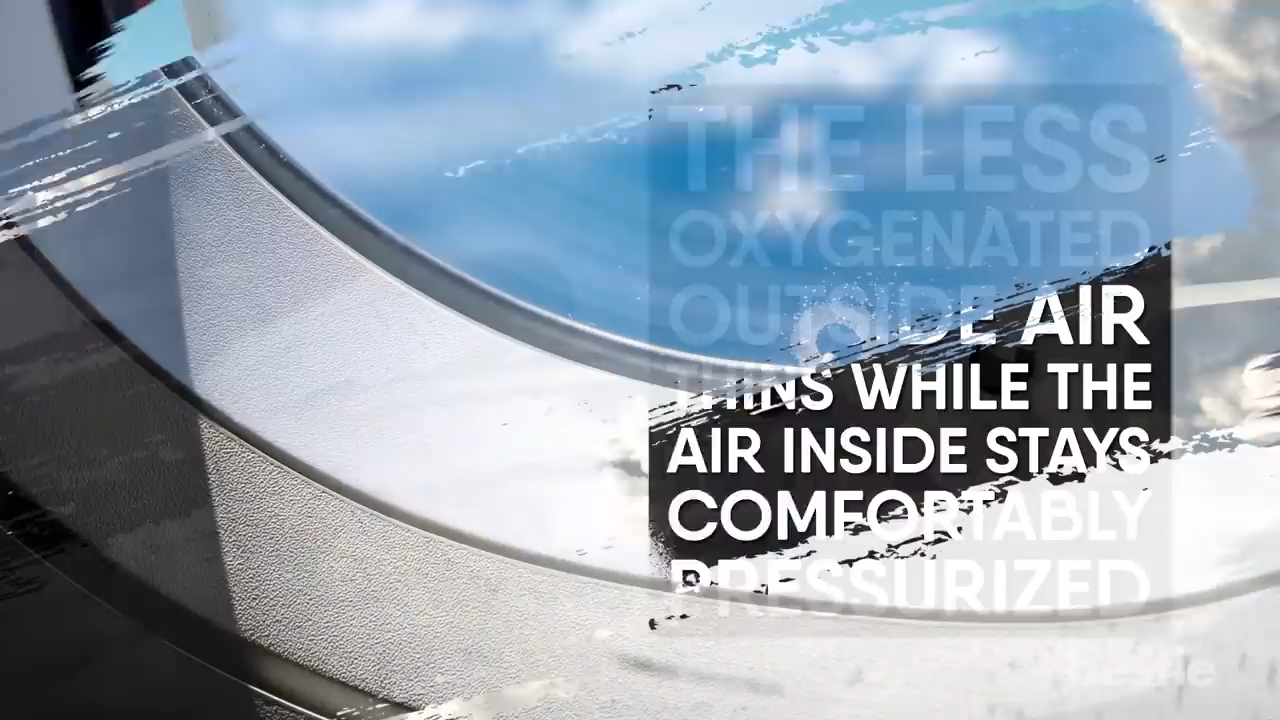 THE LESS
OXYGENATED
OUTSIDE AIR
THINS WHILE THE
AIR INSIDE STAYS
COMFORTABLY
PRESSURIZED